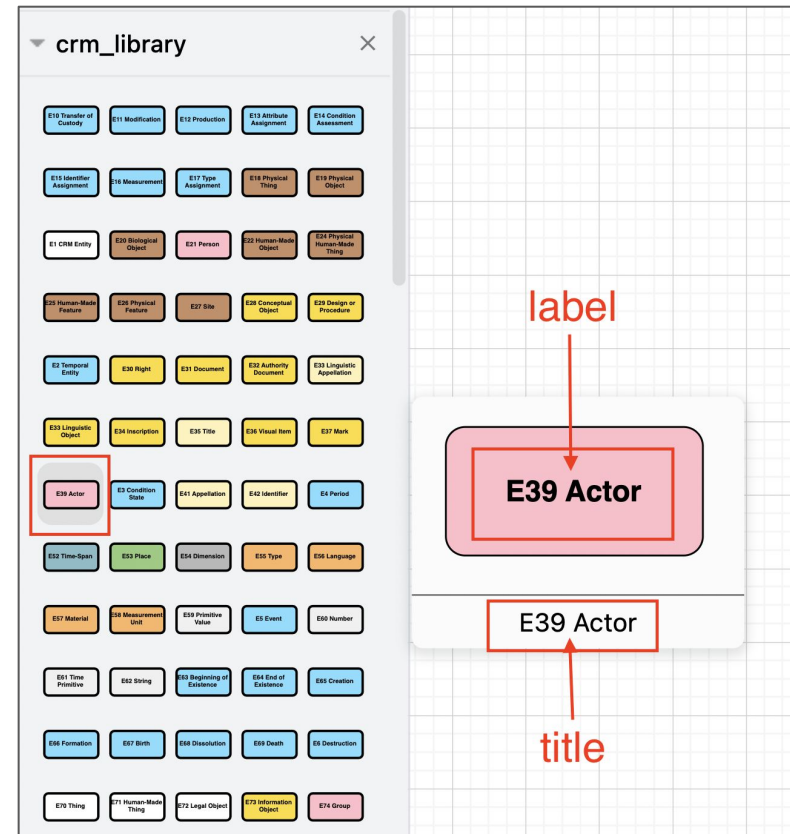 crm_library
E10 Transfer of
Custody
E11 Modification
E12 Production
E13 Attribute
Assignment
E14 Condition
Assessment
E15 Identifier
Assignment
E16 Measurement
E17 Type
Assignment
E18 Physical
Thing
E19 Physical
Object
E1 CRM Entity
E20 Biological
Object
E21 Person
E22 Human-Made
Object
E24 Physical
Human-Made
Thing
E25 Human-Made
Feature
E26 Physical
Feature
E27 Site
E28 Conceptual
Object
E29 Design or
Procedure
label
E2 Temporal
Entity
E30 Right
E31 Document
E32 Authority
Document
E33 Linguistic
Appellation
E33 Linguistic
Object
E34 Inscription
E35 Title
E36 Visual Item
E37 Mark
E39 Actor
E3 Condition
State
E41 Appellation
E42 Identifier
E4 Period
E39 Actor
E52 Time-Span
E53 Place
E54 Dimension
E55 Type
E56 Language
E57 Material
E58 Measurement
Unit
E59 Primitive
Value
E5 Event
E60 Number
E39 Actor
E61 Time
Primitive
E62 String
E63 Beginning of
Existence
E64 End of
Existence
E65 Creation
E66 Formation
E67 Birth
E68 Dissolution
E69 Death
E6 Destruction
title
E70 Thing
E71 Human-Made
Thing
E72 Legal Object
E73 Information
Object
E74 Group